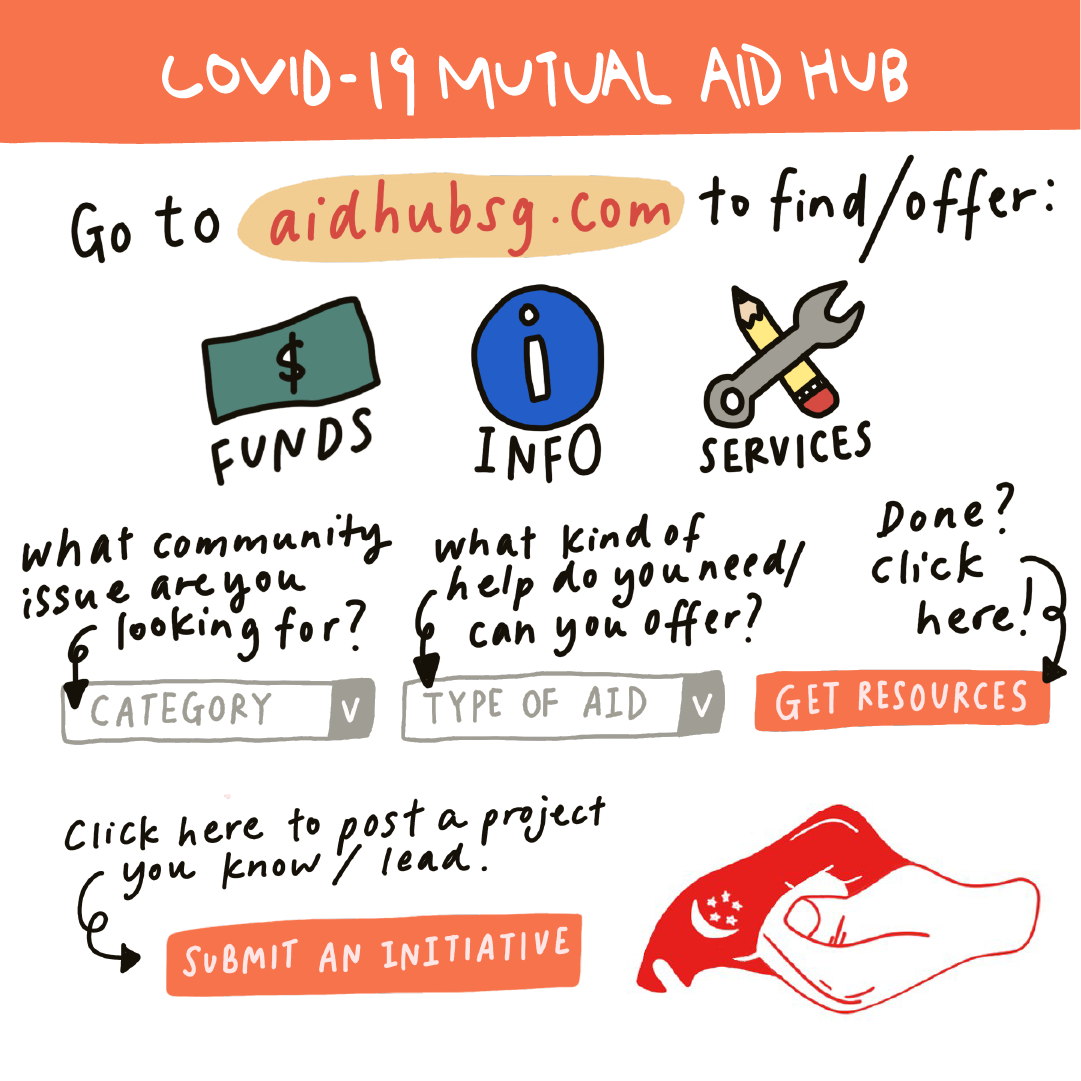 COVID-19 MUTUAL AID HUB
Go to aidhubsg.com to find/offer:
$
i
FUNDS
INFO
SERVICES
what community
issue are you
looking for?
what kind of
help do you need/
can you offer?
Done?
click
here!
CATEGORY v
TYPE OF AID v
GET RESOURCES
Click here to post a project
you know / lead.
SUBMIT AN INITIATIVE